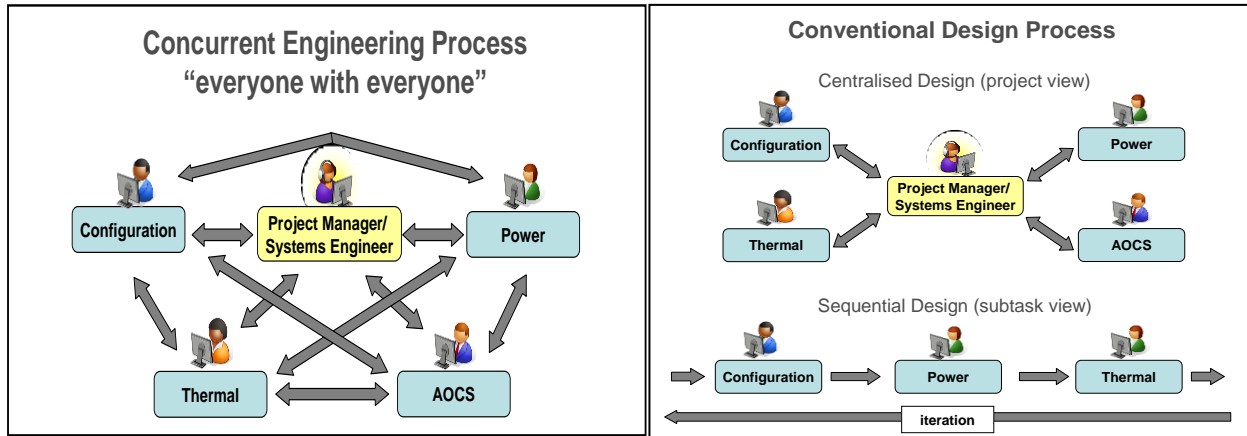 Concurrent Engineering Process
“everyone with everyone”
Configuration
Project Manager/
Systems Engineer
Power
Thermal
AOCS
Conventional Design Process
Centralised Design (project view)
Configuration
Power
Project Manager/
Systems Engineer
Thermal
AOCS
Sequential Design (subtask view)
Configuration
Power
Thermal
iteration